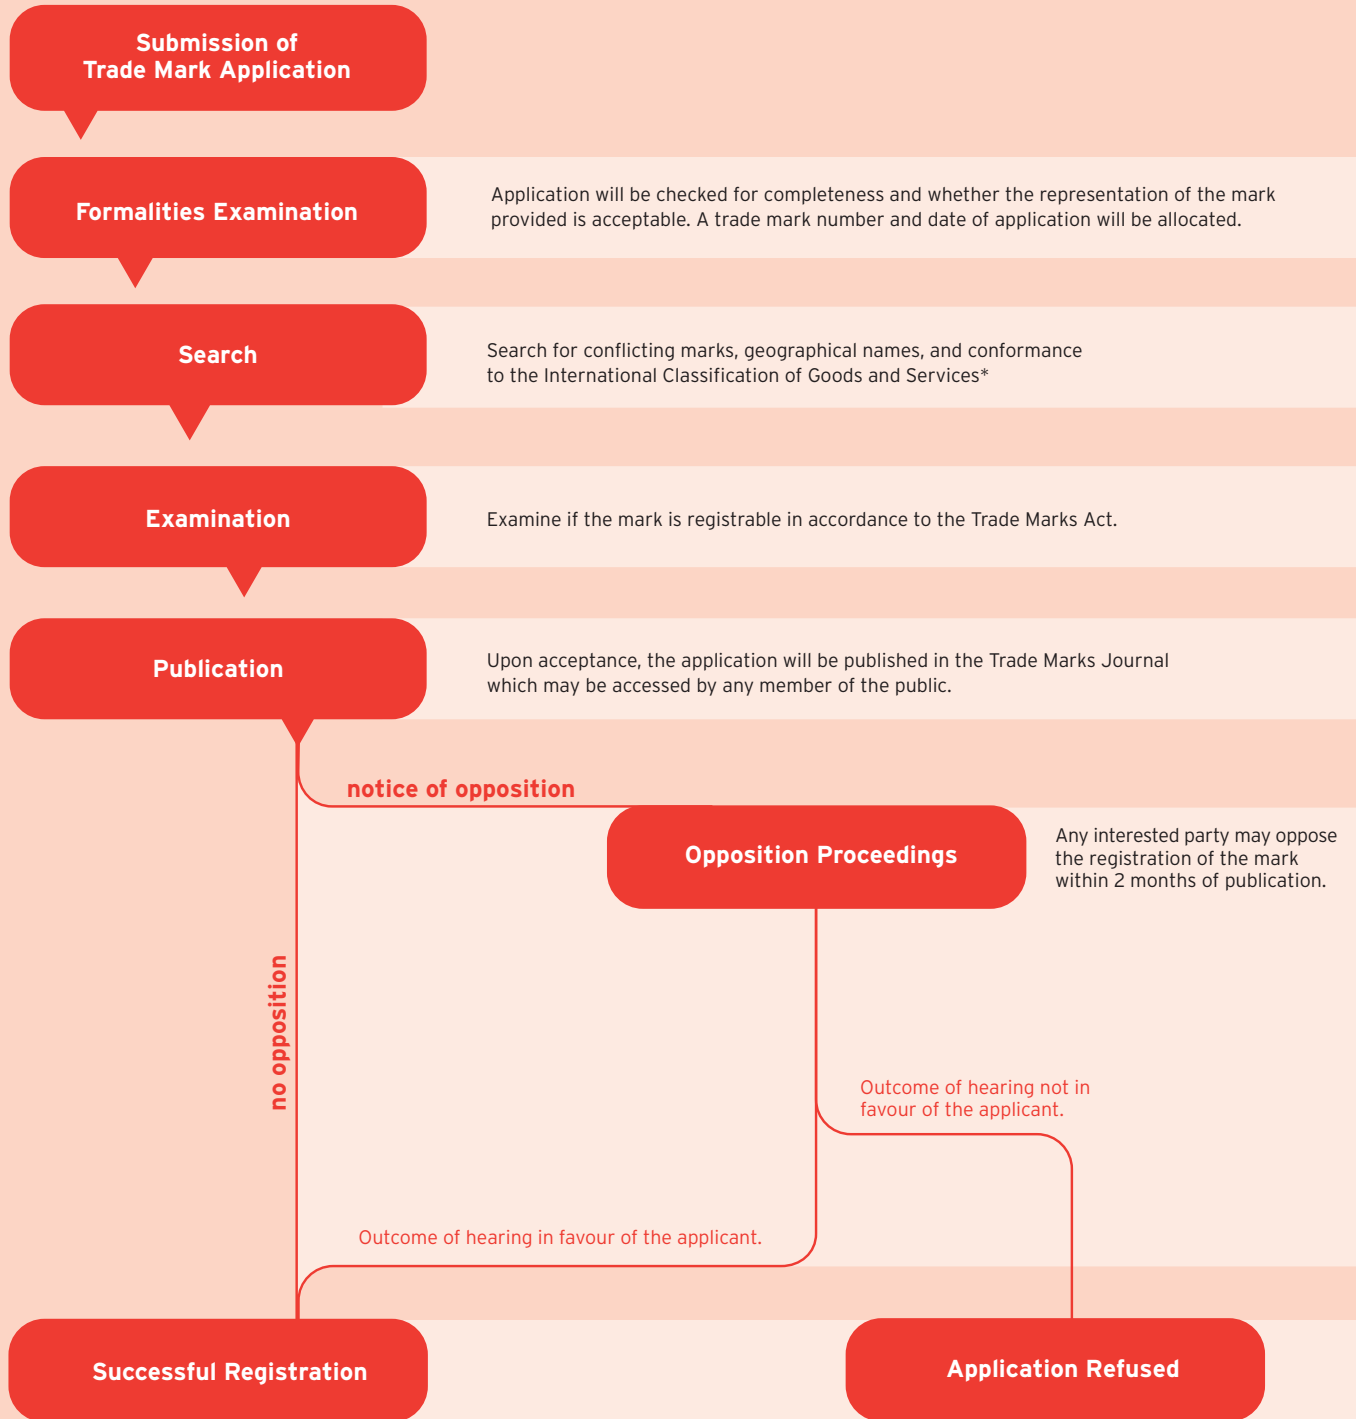 Submission of
Trade Mark Application
Formalities Examination
Application will be checked for completeness and whether the representation of the mark
provided is acceptable. A trade mark number and date of application will be allocated.
Search
Search for conflicting marks, geographical names, and conformance
to the International Classification of Goods and Services*
Examination
Examine if the mark is registrable in accordance to the Trade Marks Act.
Publication
Upon acceptance, the application will be published in the Trade Marks Journal
which may be accessed by any member of the public.
notice of opposition
Opposition Proceedings
Any interested party may oppose
the registration of the mark
within 2 months of publication.
no opposition
Outcome of hearing not in
favour of the applicant.
Outcome of hearing in favour of the applicant.
Successful Registration
Application Refused